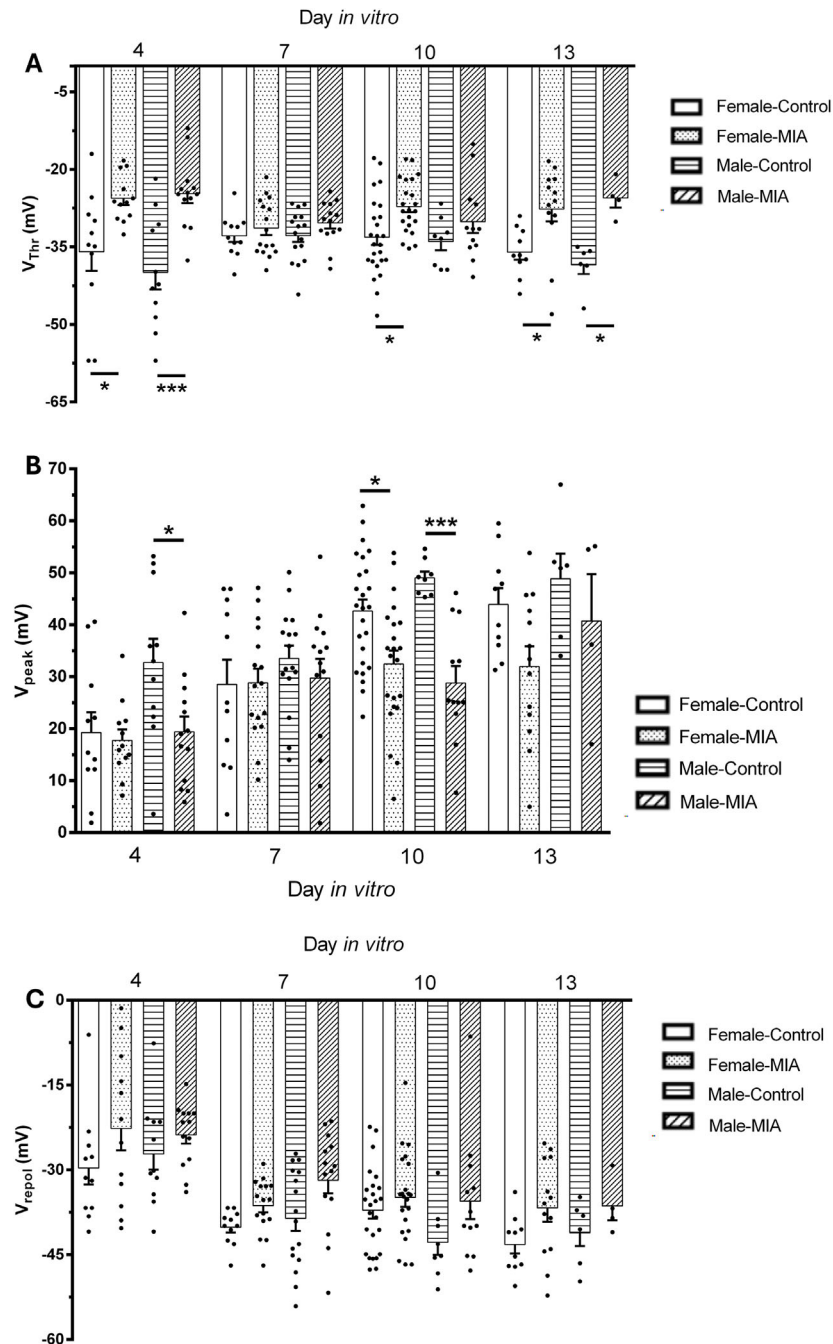 Day in vitro
4 7 10 13
A
-5
-20
-35
-50
-65
V_Thr (mV)
* *** * * *
Female-Control
Female-MIA
Male-Control
Male-MIA
B
70
60
50
40
30
20
10
0
V_peak (mV)
* * ***
4 7 10 13
Day in vitro
Female-Control
Female-MIA
Male-Control
Male-MIA
Day in vitro
4 7 10 13
C
0
-15
-30
-45
-60
V_repol (mV)
Female-Control
Female-MIA
Male-Control
Male-MIA